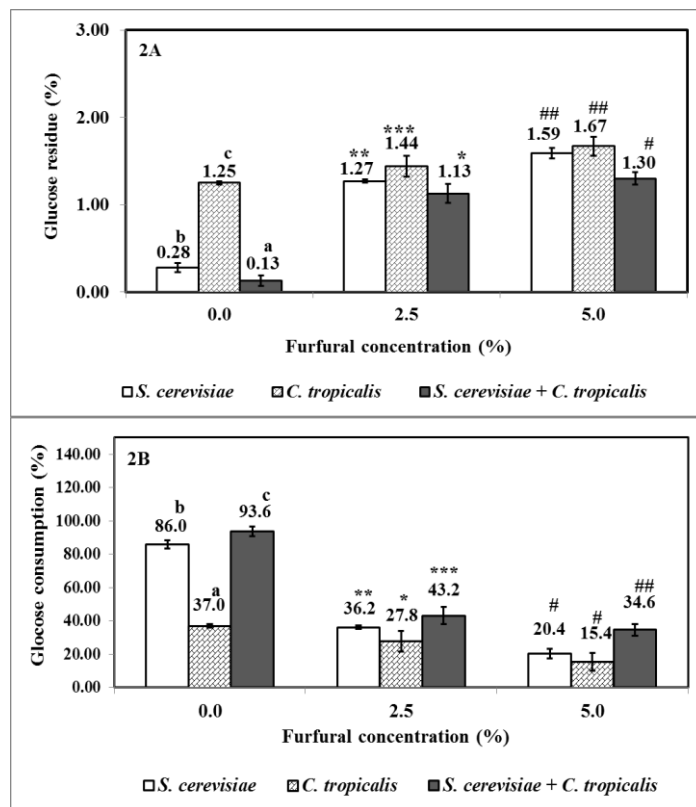 2A
Glucose residue (%)
3.00
2.00
1.00
0.00
b
0.28
c
1.25
a
0.13
**
1.27
***
1.44
*
1.13
##
1.59
##
1.67
#
1.30
0.0 2.5 5.0
Furfural concentration (%)
S. cerevisiae C. tropicalis S. cerevisiae + C. tropicalis
2B
Glocose consumption (%)
140.00
120.00
100.00
80.00
60.00
40.00
20.00
0.00
b
86.0
a
37.0
c
93.6
**
36.2
*
27.8
***
43.2
#
20.4
#
15.4
##
34.6
0.0 2.5 5.0
Furfural concentration (%)
S. cerevisiae C. tropicalis S. cerevisiae + C. tropicalis